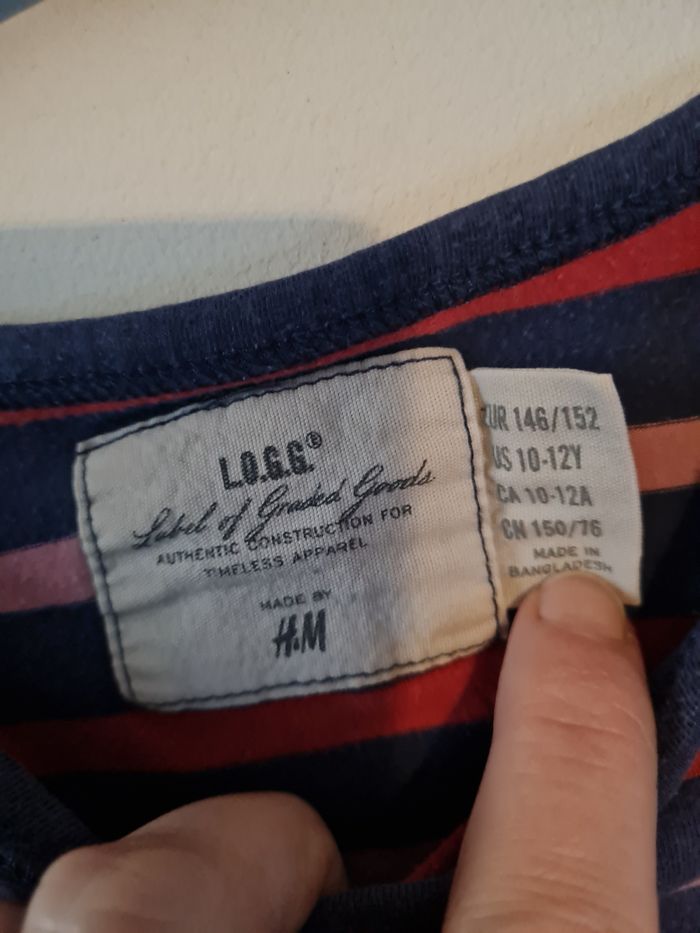 L.O.G.G.®
Label of Graded Goods
AUTHENTIC CONSTRUCTION FOR
TIMELESS APPAREL
MADE BY
H&M
EUR 146/152
US 10-12Y
CA 10-12A
CN 150/76
MADE IN
BANGLADESH